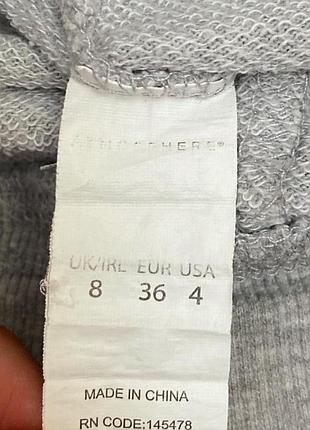 ATMOSPHERE®
UK/IRL EUR USA
8 36 4
MADE IN CHINA
RN CODE:145478